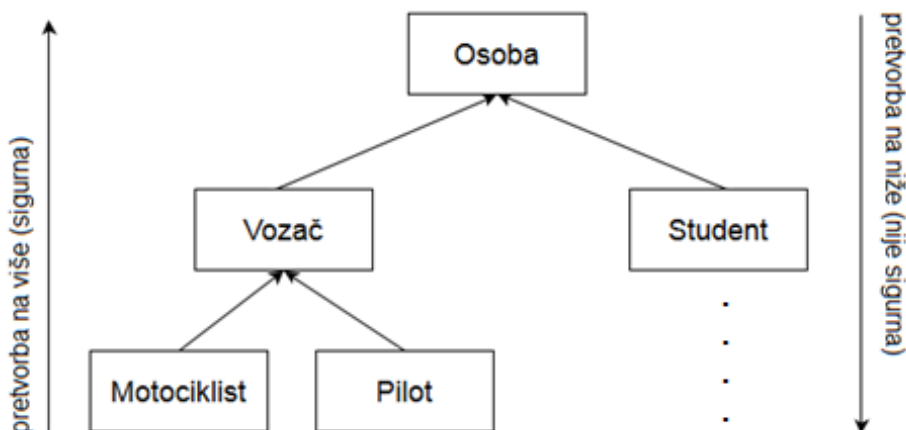 Osoba
pretvorba na više (sigurna)
pretvorba na niže (nije sigurna)
Vozač
Student
Motociklist
Pilot